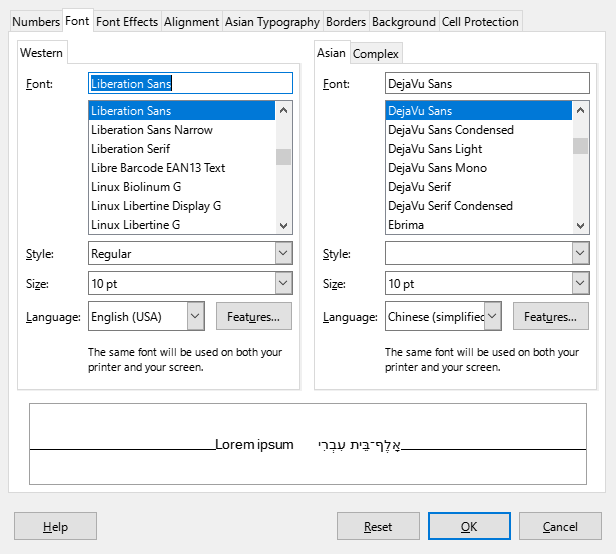 Numbers Font Font Effects Alignment Asian Typography Borders Background Cell Protection
Western
Font:
Liberation Sans
Liberation Sans
Liberation Sans Narrow
Liberation Serif
Libre Barcode EAN13 Text
Linux Biolinum G
Linux Libertine Display G
Linux Libertine G
Style:
Regular
Size:
10 pt
Language:
English (USA)
Features...
The same font will be used on both your
printer and your screen.
Asian Complex
Font:
DejaVu Sans
DejaVu Sans
DejaVu Sans Condensed
DejaVu Sans Light
DejaVu Sans Mono
DejaVu Serif
DejaVu Serif Condensed
Ebrima
Style:
Size:
10 pt
Language:
Chinese (simplified
Features...
The same font will be used on both your
printer and your screen.
Lorem ipsum אָלֶף־בֵּית עִבְרִי
Help Reset OK Cancel